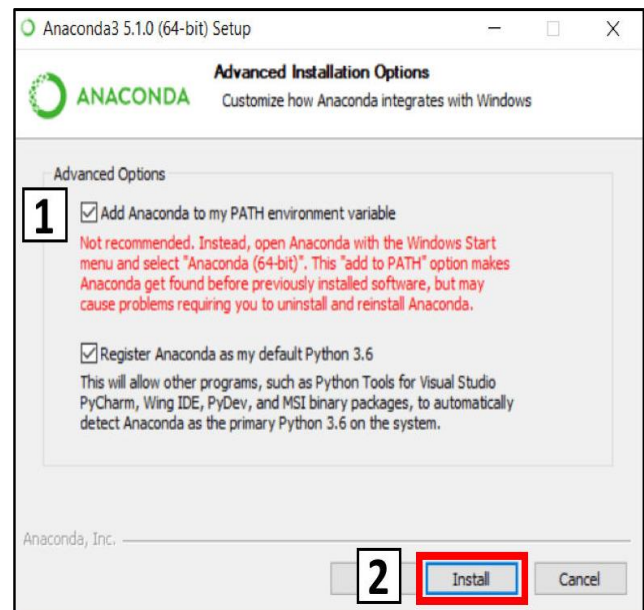 Anaconda3 5.1.0 (64-bit) Setup
ANACONDA
Advanced Installation Options
Customize how Anaconda integrates with Windows
Advanced Options
1
Add Anaconda to my PATH environment variable
Not recommended. Instead, open Anaconda with the Windows Start
menu and select "Anaconda (64-bit)". This "add to PATH" option makes
Anaconda get found before previously installed software, but may
cause problems requiring you to uninstall and reinstall Anaconda.
Register Anaconda as my default Python 3.6
This will allow other programs, such as Python Tools for Visual Studio
PyCharm, Wing IDE, PyDev, and MSI binary packages, to automatically
detect Anaconda as the primary Python 3.6 on the system.
Anaconda, Inc.
2
Install
Cancel